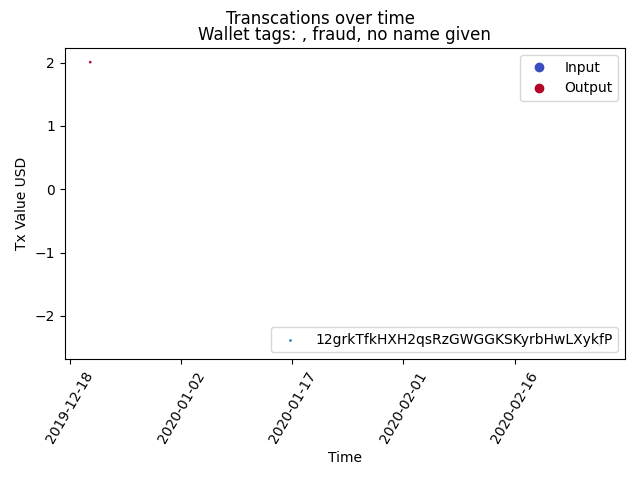 Transcations over time
Wallet tags: , fraud, no name given
Input
Output
Tx Value USD
2
1
0
−1
−2
12grkTfkHXH2qsRzGWGGKSKyrbHwLXykfP
2019-12-18
2020-01-02
2020-01-17
2020-02-01
2020-02-16
Time